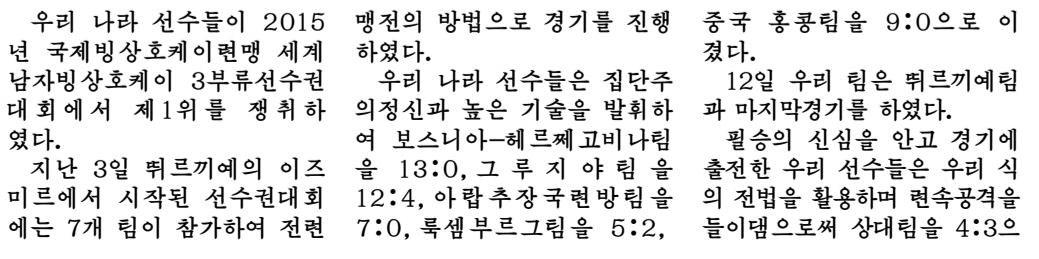 우리 나라 선수들이 2015
년 국제빙상호케이련맹 세계
남자빙상호케이 3부류선수권
대회에서 제1위를 쟁취하
였다.
지난 3일 뛰르끼예의 이즈
미르에서 시작된 선수권대회
에는 7개 팀이 참가하여 전련
맹전의 방법으로 경기를 진행
하였다.
우리 나라 선수들은 집단주
의정신과 높은 기술을 발휘하
여 보스니아-헤르쩨고비나팀
을 13:0, 그루지야팀을
12:4, 아랍추장국련방팀을
7:0, 룩셈부르그팀을 5:2,
중국 홍콩팀을 9:0으로 이
겼다.
12일 우리 팀은 뛰르끼예팀
과 마지막경기를 하였다.
필승의 신심을 안고 경기에
출전한 우리 선수들은 우리 식
의 전법을 활용하며 련속공격을
들이댐으로써 상대팀을 4:3으